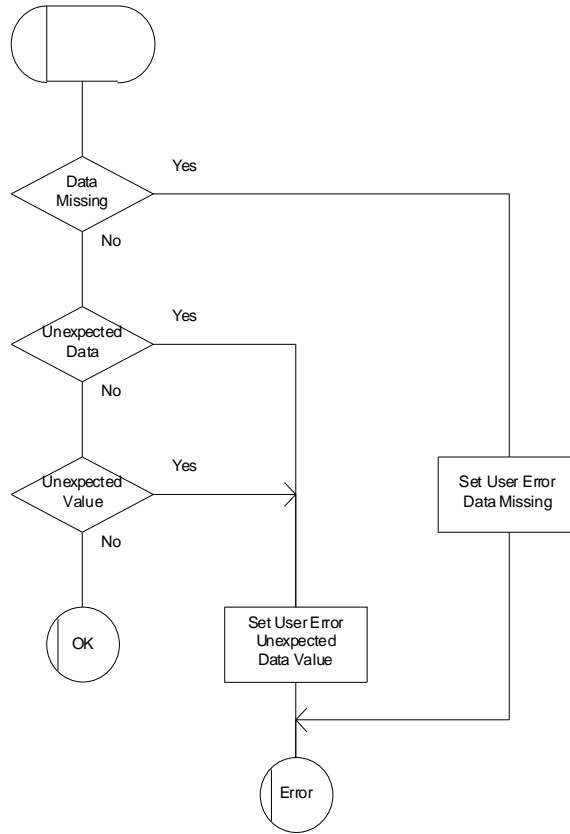 Yes
Data
Missing
No
Yes
Unexpected
Data
No
Yes
Unexpected
Value
Set User Error
Data Missing
No
Set User Error
Unexpected
Data Value
OK
Error